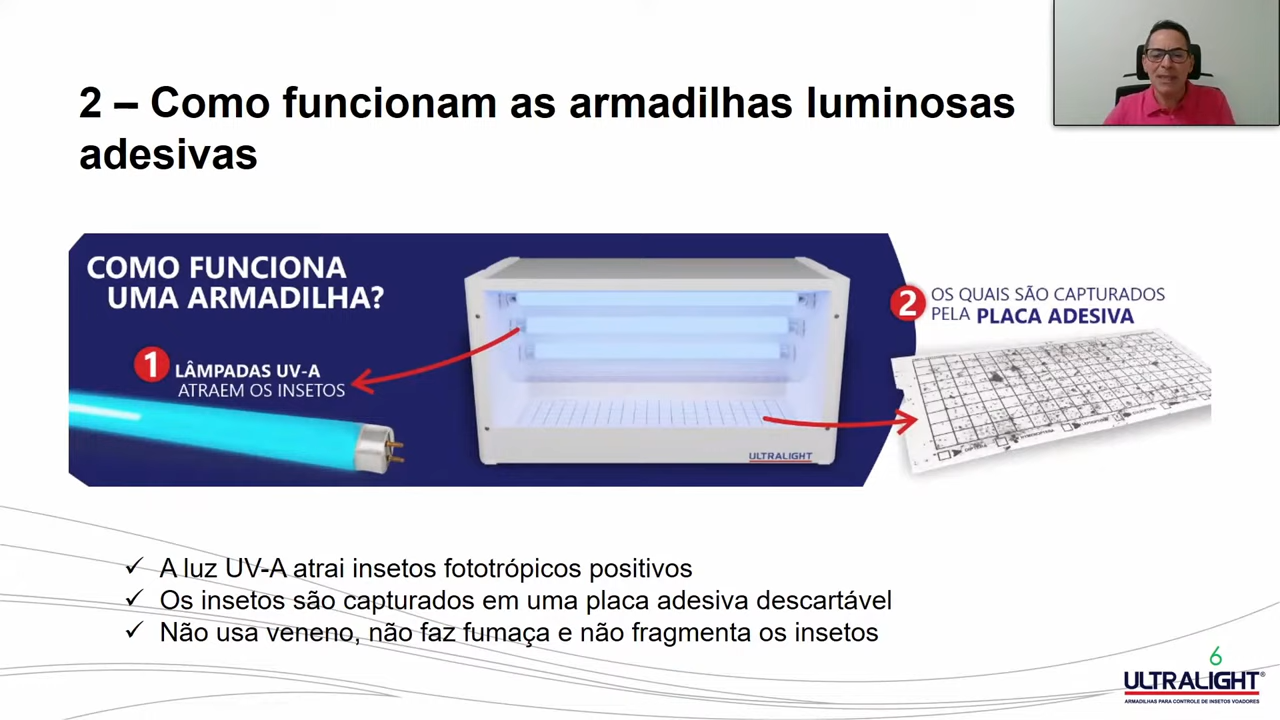 2 – Como funcionam as armadilhas luminosas
adesivas
COMO FUNCIONA
UMA ARMADILHA?
1 LÂMPADAS UV-A
ATRAEM OS INSETOS
ULTRALIGHT
2 OS QUAIS SÃO CAPTURADOS
PELA PLACA ADESIVA
✓ A luz UV-A atrai insetos fototrópicos positivos
✓ Os insetos são capturados em uma placa adesiva descartável
✓ Não usa veneno, não faz fumaça e não fragmenta os insetos
6
ULTRALIGHT®
ARMADILHAS PARA CONTROLE DE INSETOS VOADORES